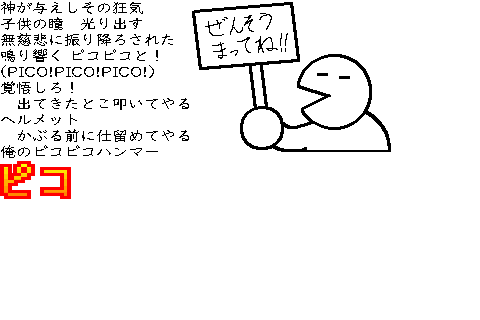 神が与えしその狂気
子供の瞳　光り出す
無慈悲に振り降ろされた
鳴り響く ピコピコと！
(PICO!PICO!PICO!)
覚悟しろ！
　出てきたとこ叩いてやる
ヘルメット
　かぶる前に仕留めてやる
俺のピコピコハンマー
ピコ
ぜんそう
まってね!!